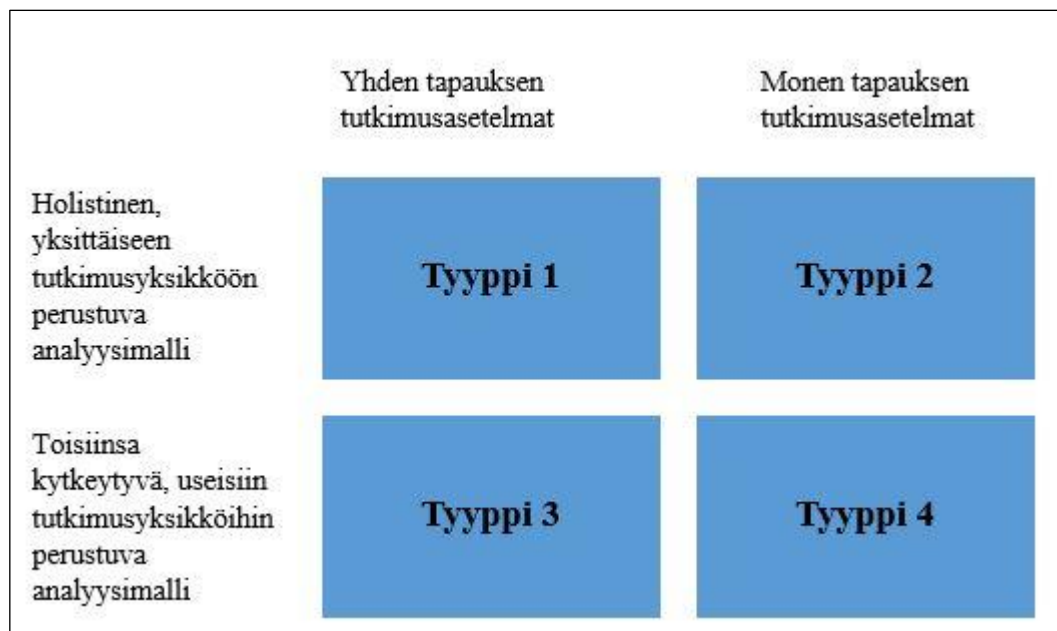 Yhden tapauksen
tutkimusasetelmat
Monen tapauksen
tutkimusasetelmat
Holistinen,
yksittäiseen
tutkimusyksikköön
perustuva
analyysimalli
Tyyppi 1
Tyyppi 2
Toisiinsa
kytkeytyvä, useisiin
tutkimusyksikköihin
perustuva
analyysimalli
Tyyppi 3
Tyyppi 4